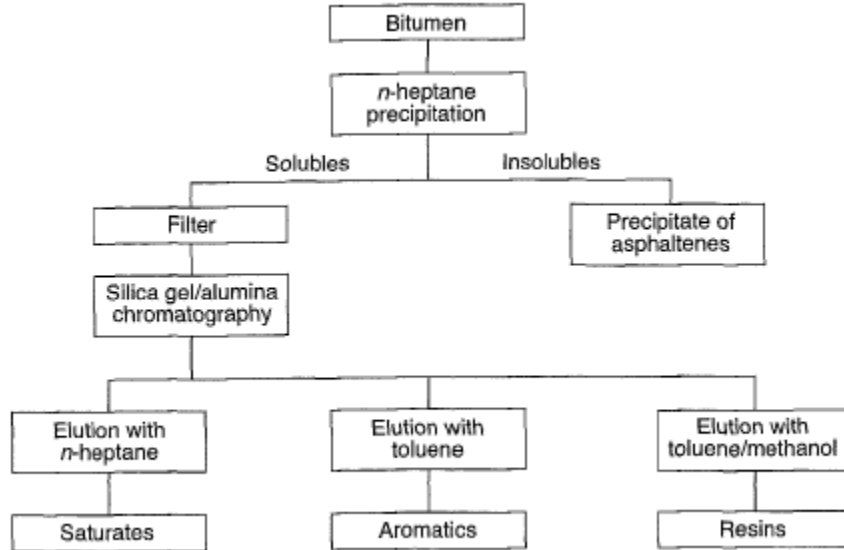 Bitumen
n-heptane
precipitation
Solubles
Insolubles
Filter
Precipitate of
asphaltenes
Silica gel/alumina
chromatography
Elution with
n-heptane
Elution with
toluene
Elution with
toluene/methanol
Saturates
Aromatics
Resins